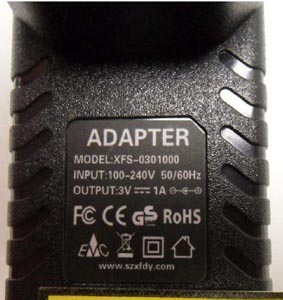 ADAPTER
MODEL:XFS-0301000
INPUT:100-240V 50/60Hz
OUTPUT:3V⎓1A
FC CE GS RoHS
EMC
www.szxfdy.com